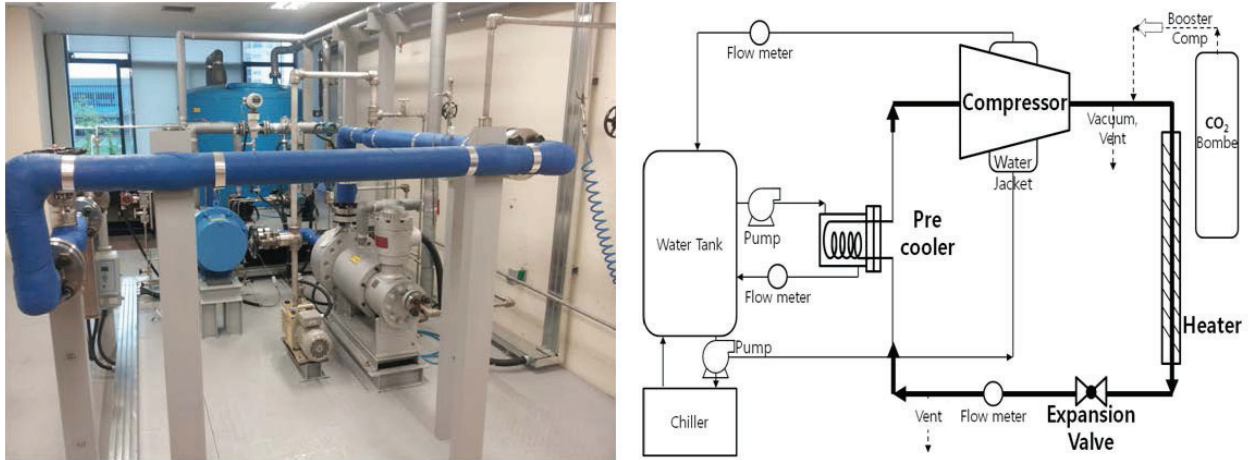 Booster
Comp
Flow meter
Compressor
CO₂
Bombe
Vacuum,
Vent
Water
Jacket
Water Tank
Pump
Pre
cooler
Flow meter
Heater
Pump
Chiller
Vent
Flow meter
Expansion
Valve